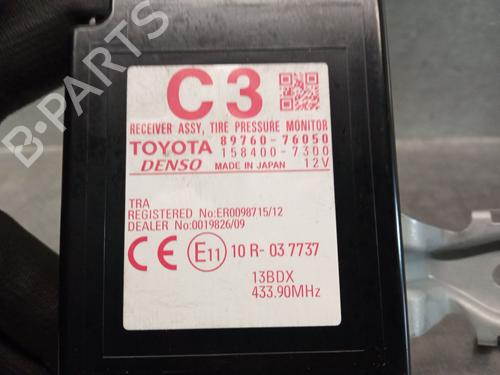 C3
RECEIVER ASSY, TIRE PRESSURE MONITOR
TOYOTA 89760-76050
DENSO 158400-7300
MADE IN JAPAN 12V
TRA
REGISTERED No:ER0098715/12
DEALER No:0019826/09
CE E11 10 R-03 7737
13BDX
433.90MHz
B-PARTS